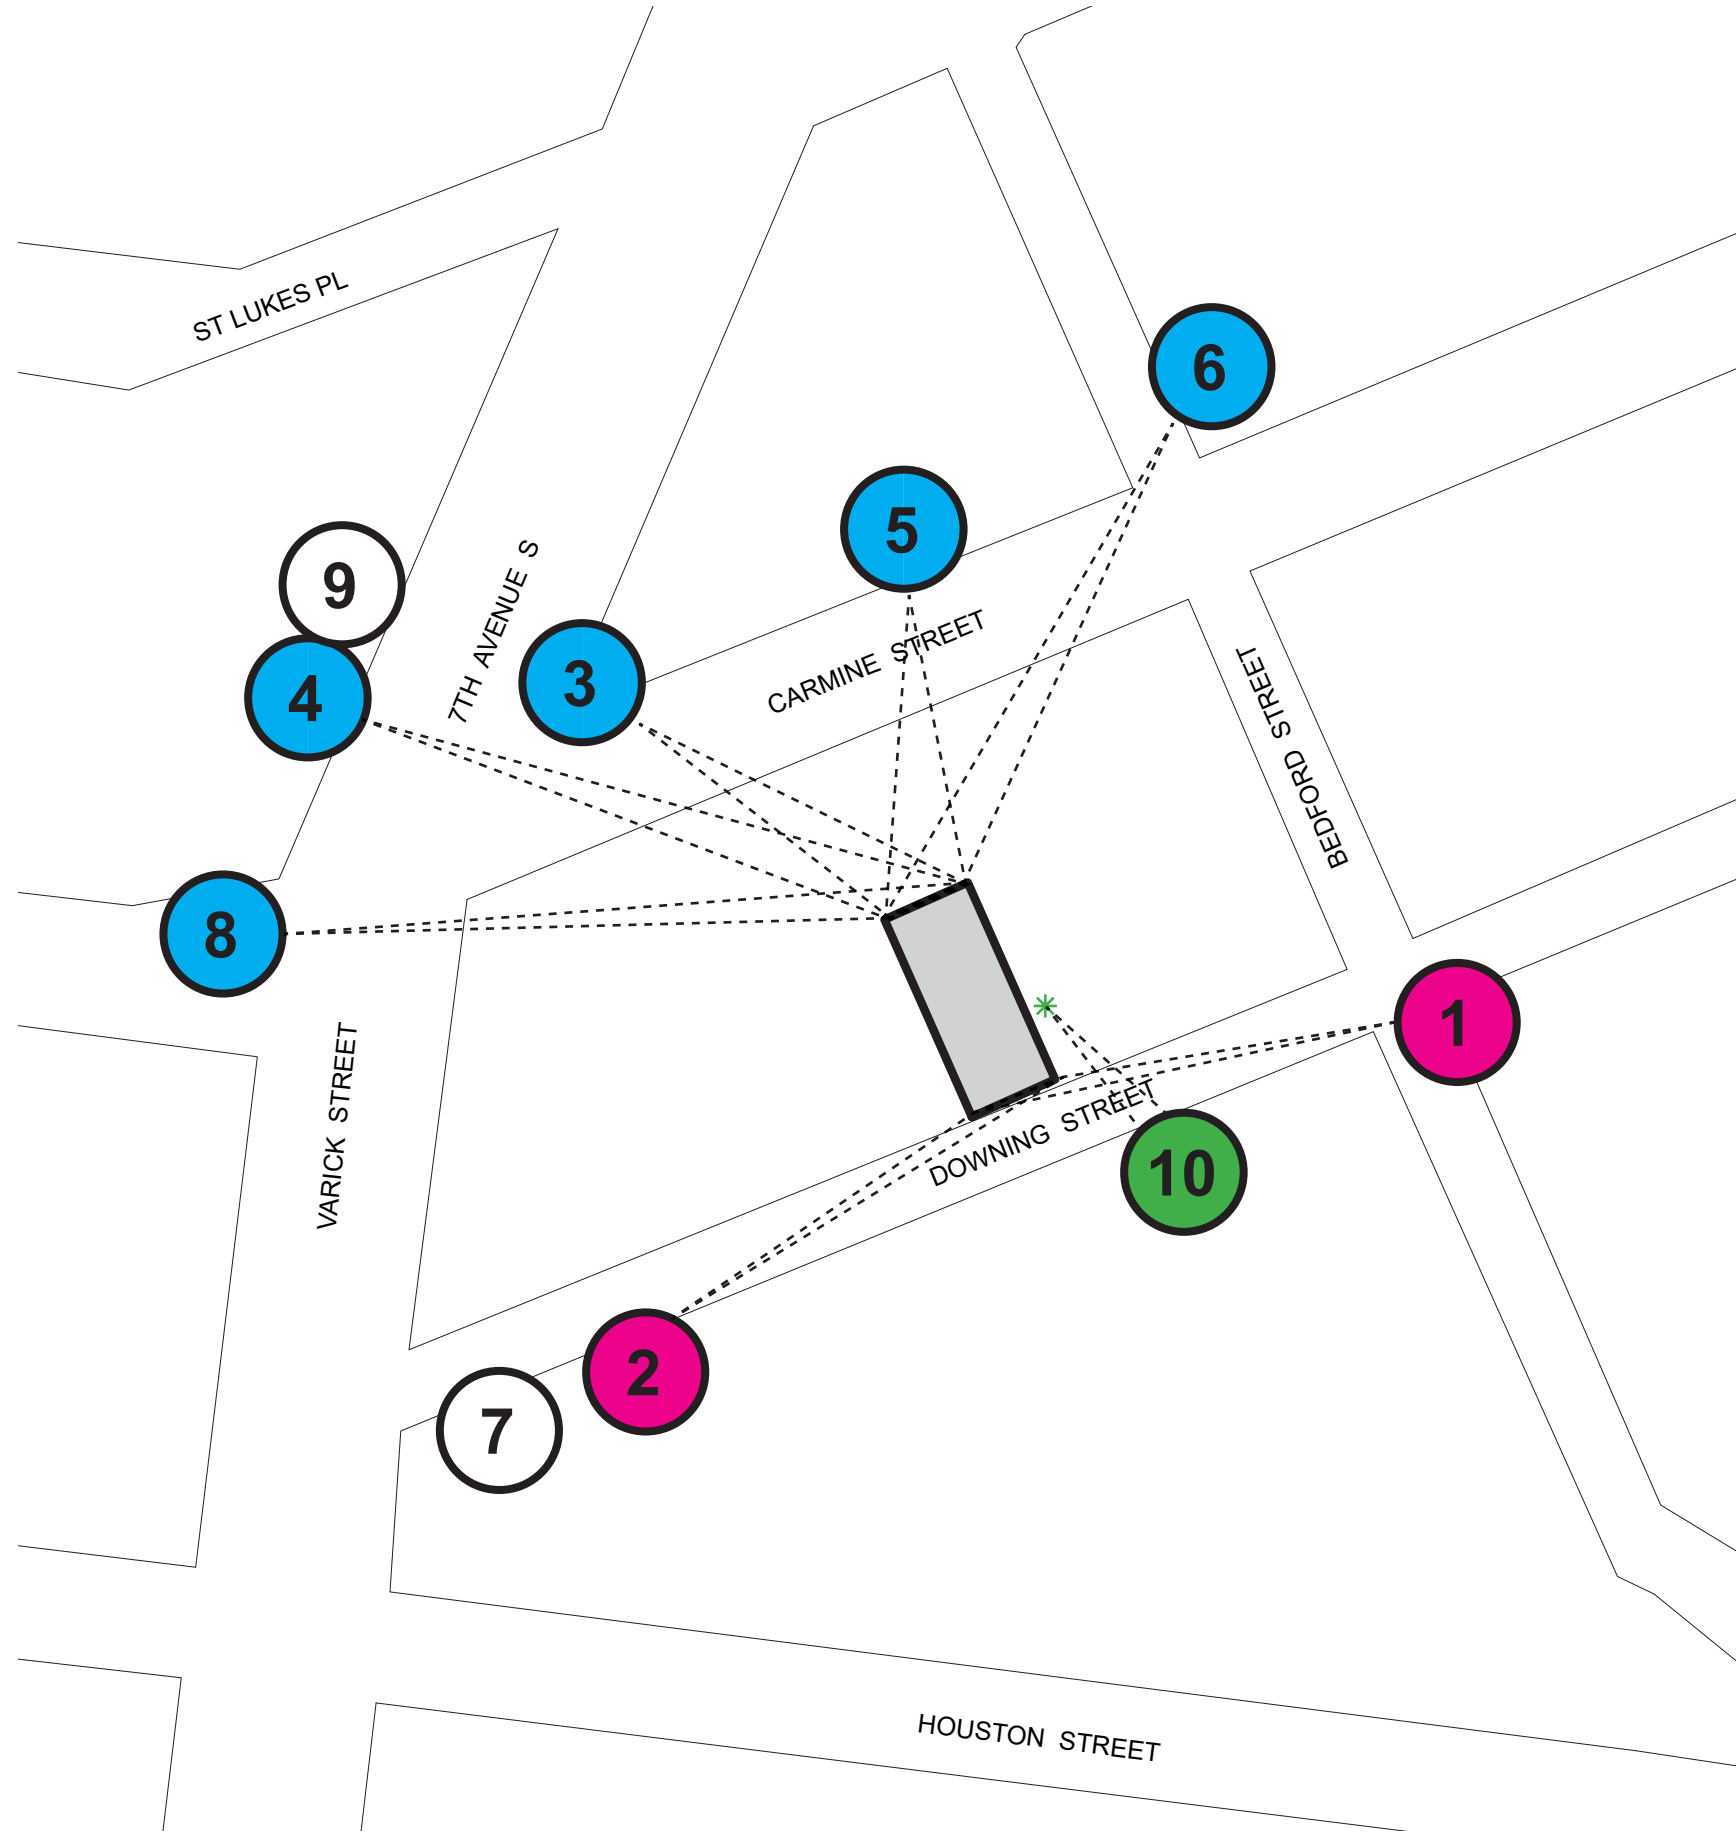 ST LUKES PL
6
5
9
7TH AVENUE S
3
4
CARMINE STREET
BEDFORD STREET
8
1
VARICK STREET
DOWNING STREET
10
2
7
HOUSTON STREET